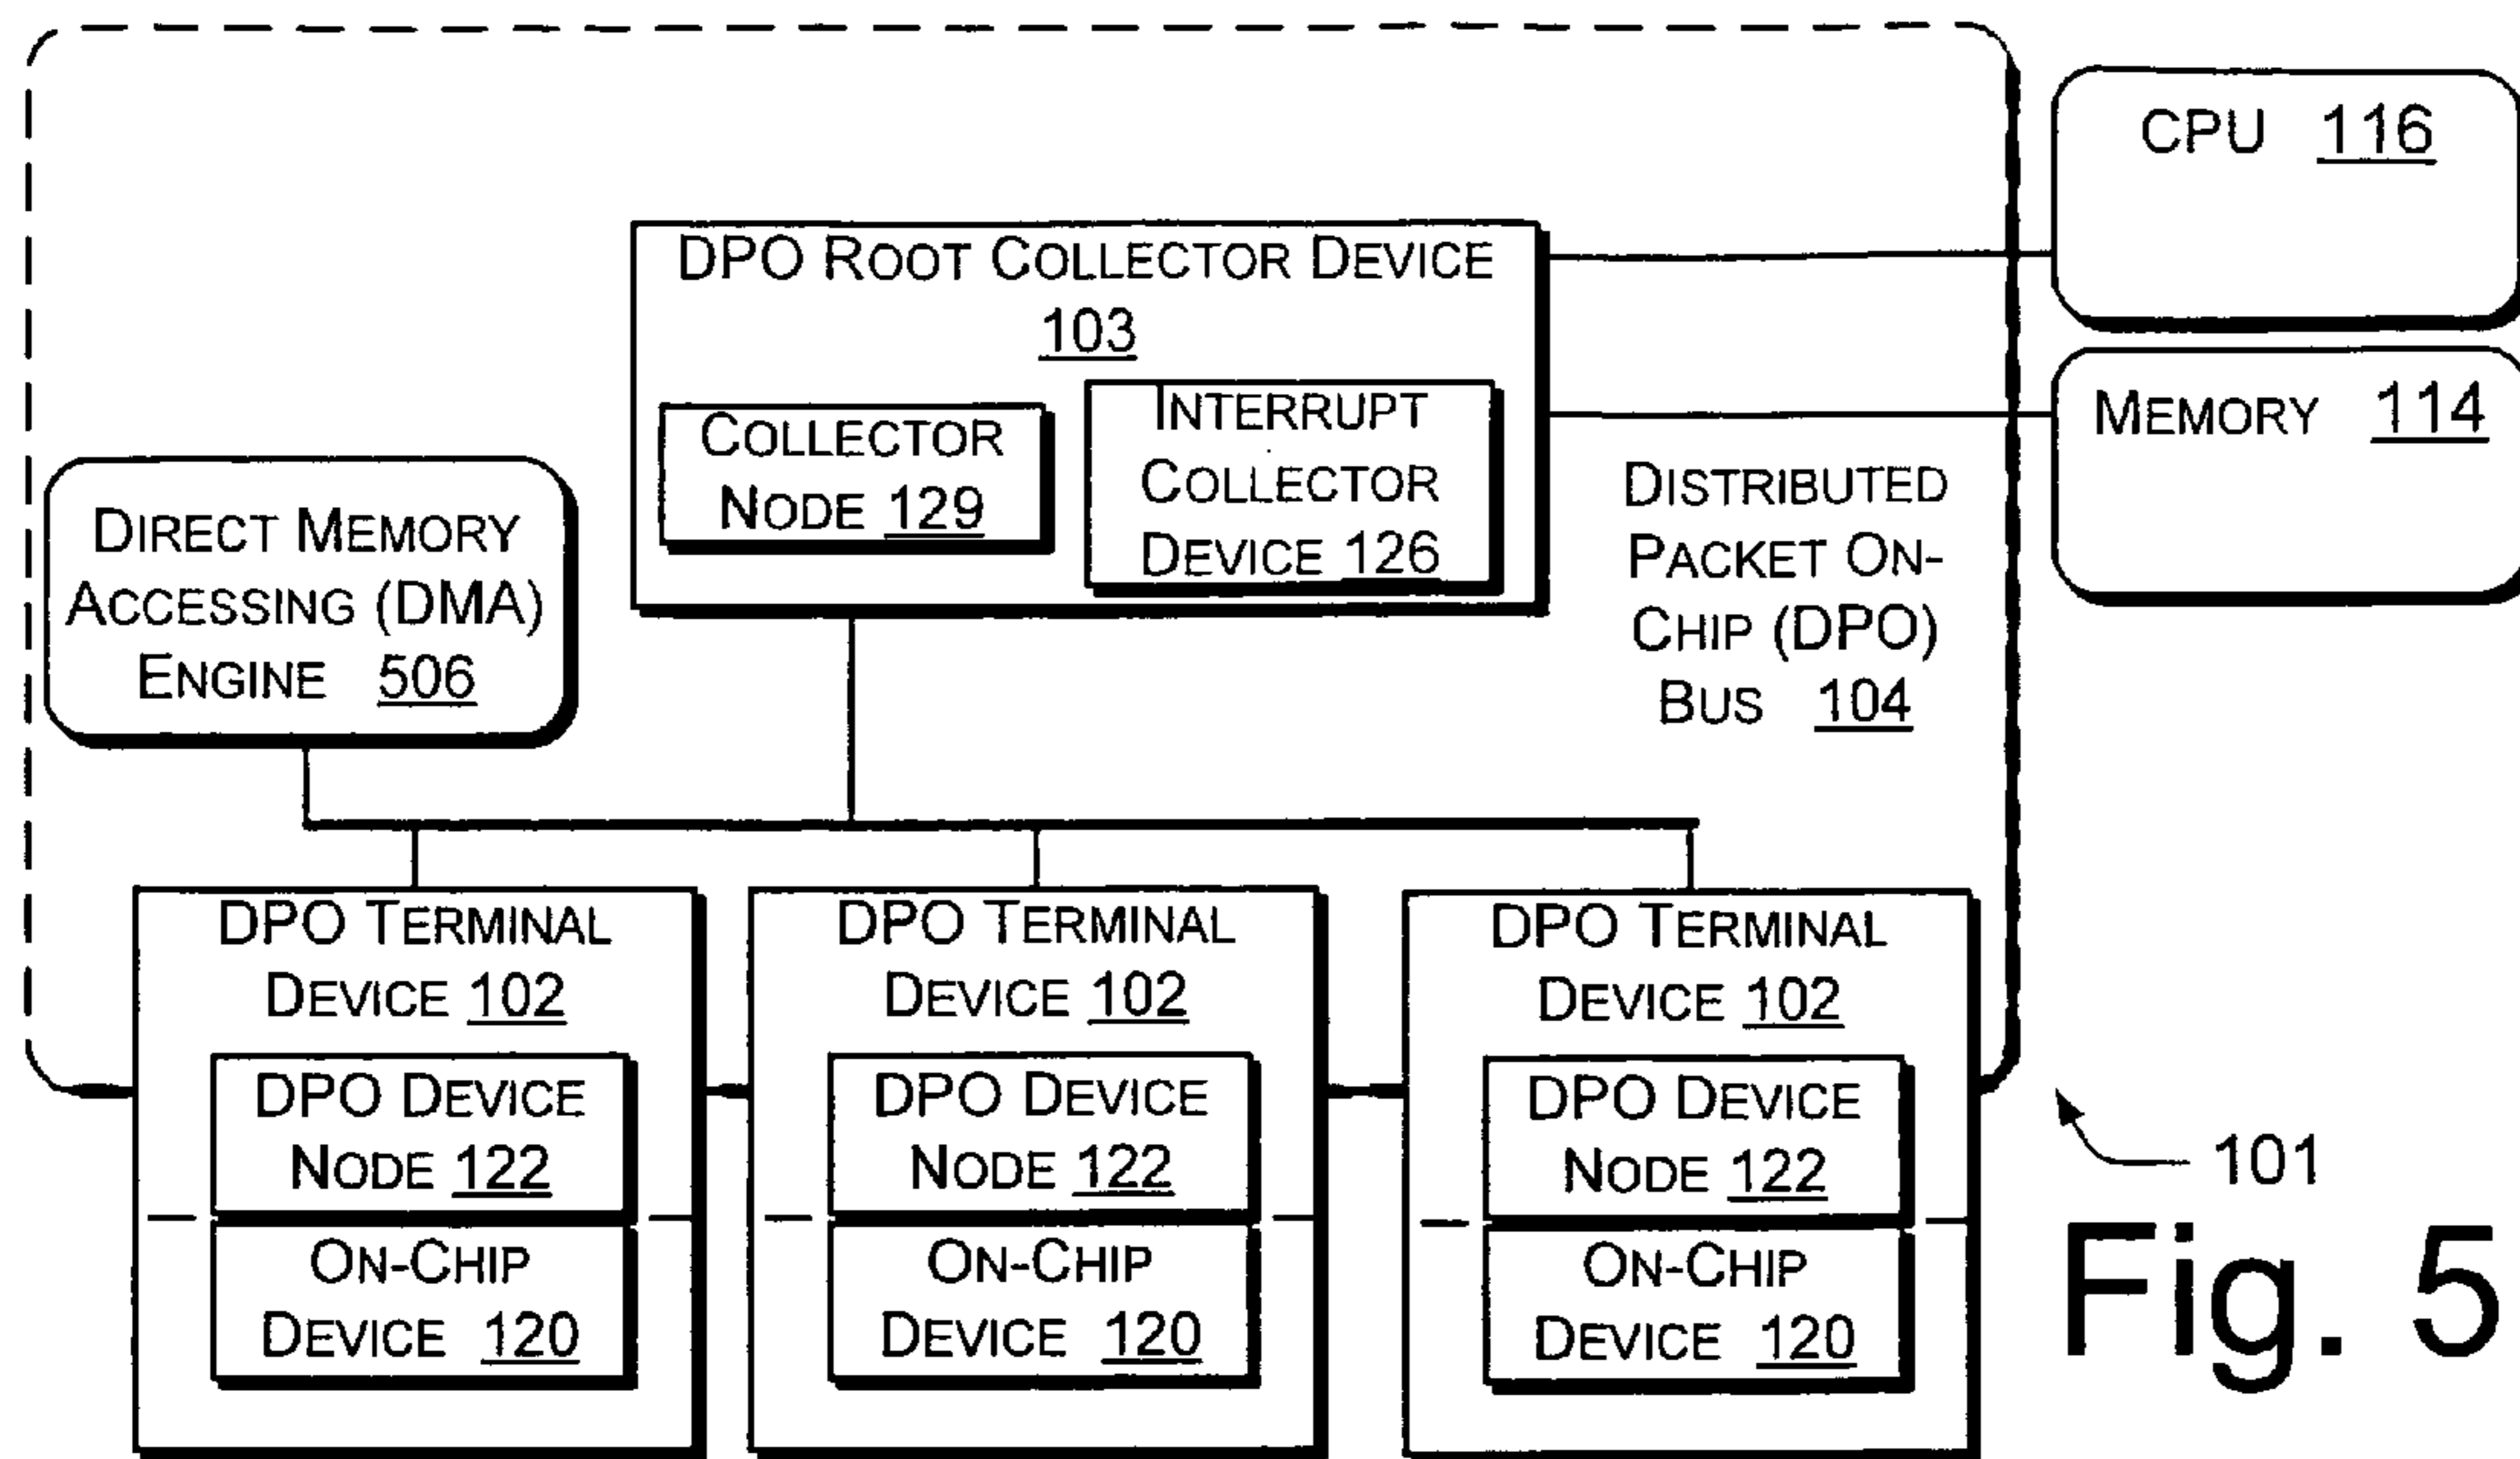 CPU 116
DPO ROOT COLLECTOR DEVICE
103
COLLECTOR
NODE 129
INTERRUPT
COLLECTOR
DEVICE 126
MEMORY 114
DISTRIBUTED
PACKET ON-
CHIP (DPO)
BUS 104
DIRECT MEMORY
ACCESSING (DMA)
ENGINE 506
DPO TERMINAL
DEVICE 102
DPO DEVICE
NODE 122
ON-CHIP
DEVICE 120
DPO TERMINAL
DEVICE 102
DPO DEVICE
NODE 122
ON-CHIP
DEVICE 120
DPO TERMINAL
DEVICE 102
DPO DEVICE
NODE 122
ON-CHIP
DEVICE 120
101
Fig. 5